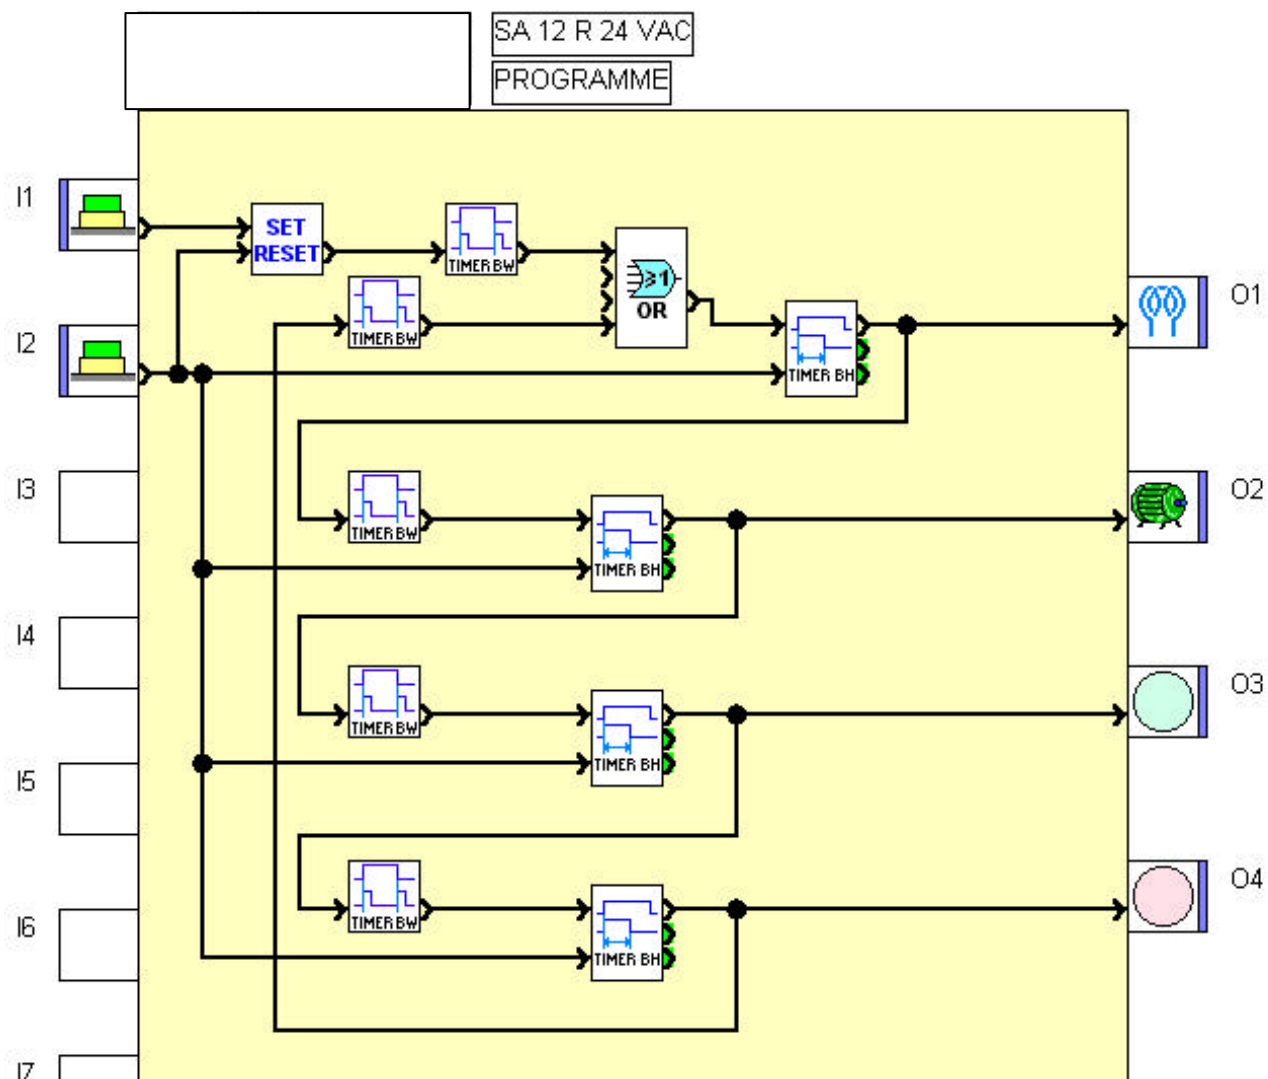 SA 12 R 24 VAC
PROGRAMME
I1
SET
RESET
TIMER BW
≥1
OR
TIMER BW
O1
I2
TIMER BH
I3
TIMER BW
TIMER BH
O2
I4
TIMER BW
TIMER BH
O3
I5
I6
TIMER BW
TIMER BH
O4
I7